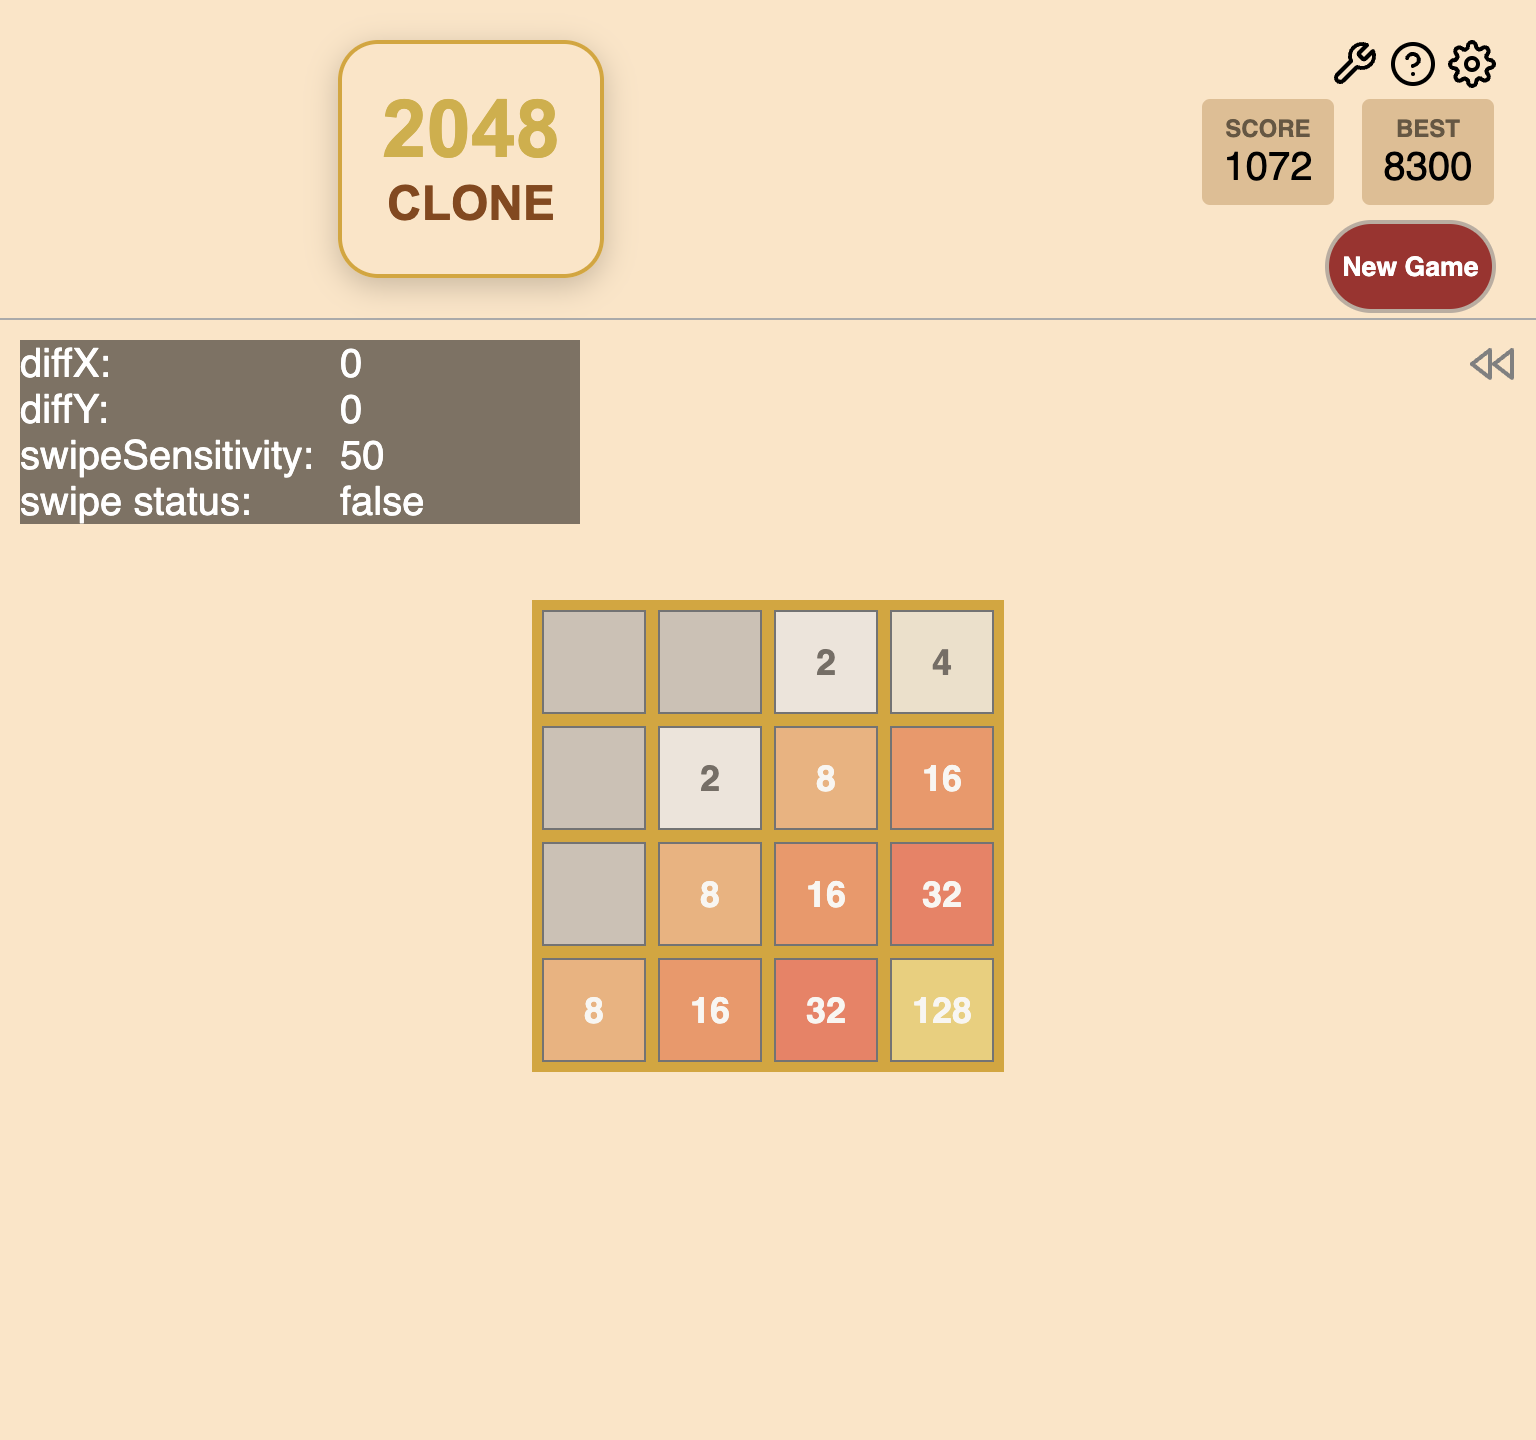 2048
CLONE
SCORE
1072
BEST
8300
New Game
diffX: 0
diffY: 0
swipeSensitivity: 50
swipe status: false
2 4
2 8 16
8 16 32
8 16 32 128